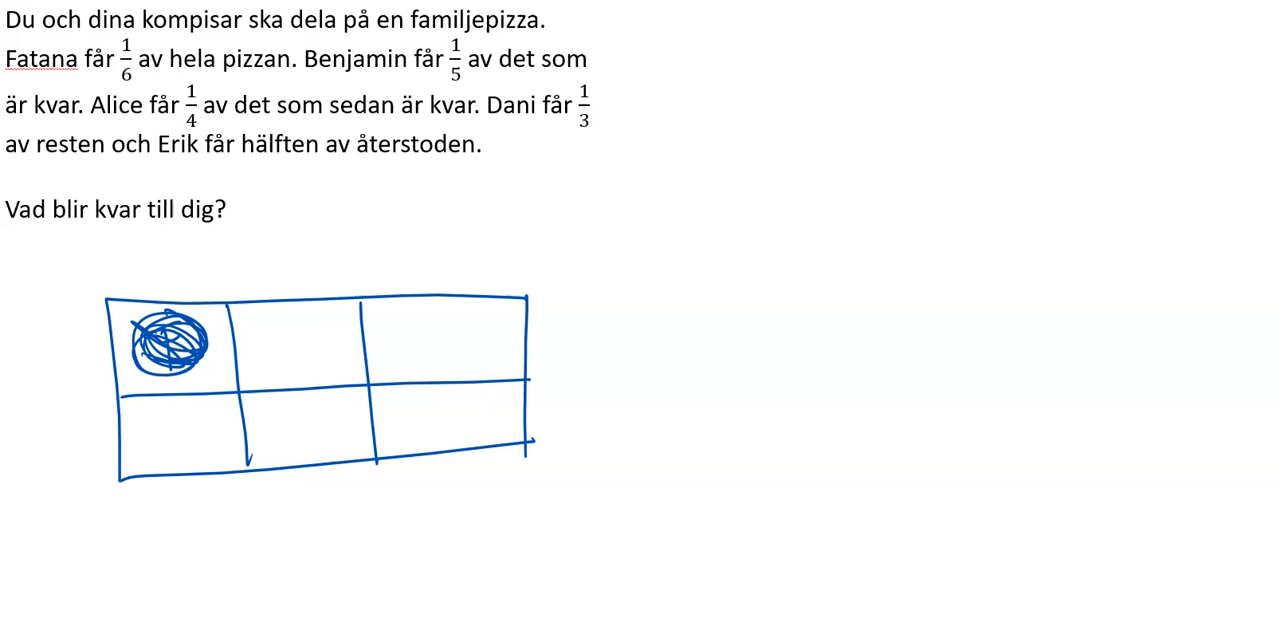 Du och dina kompisar ska dela på en familjepizza.
Fatana får 1/6 av hela pizzan. Benjamin får 1/5 av det som
är kvar. Alice får 1/4 av det som sedan är kvar. Dani får 1/3
av resten och Erik får hälften av återstoden.
Vad blir kvar till dig?